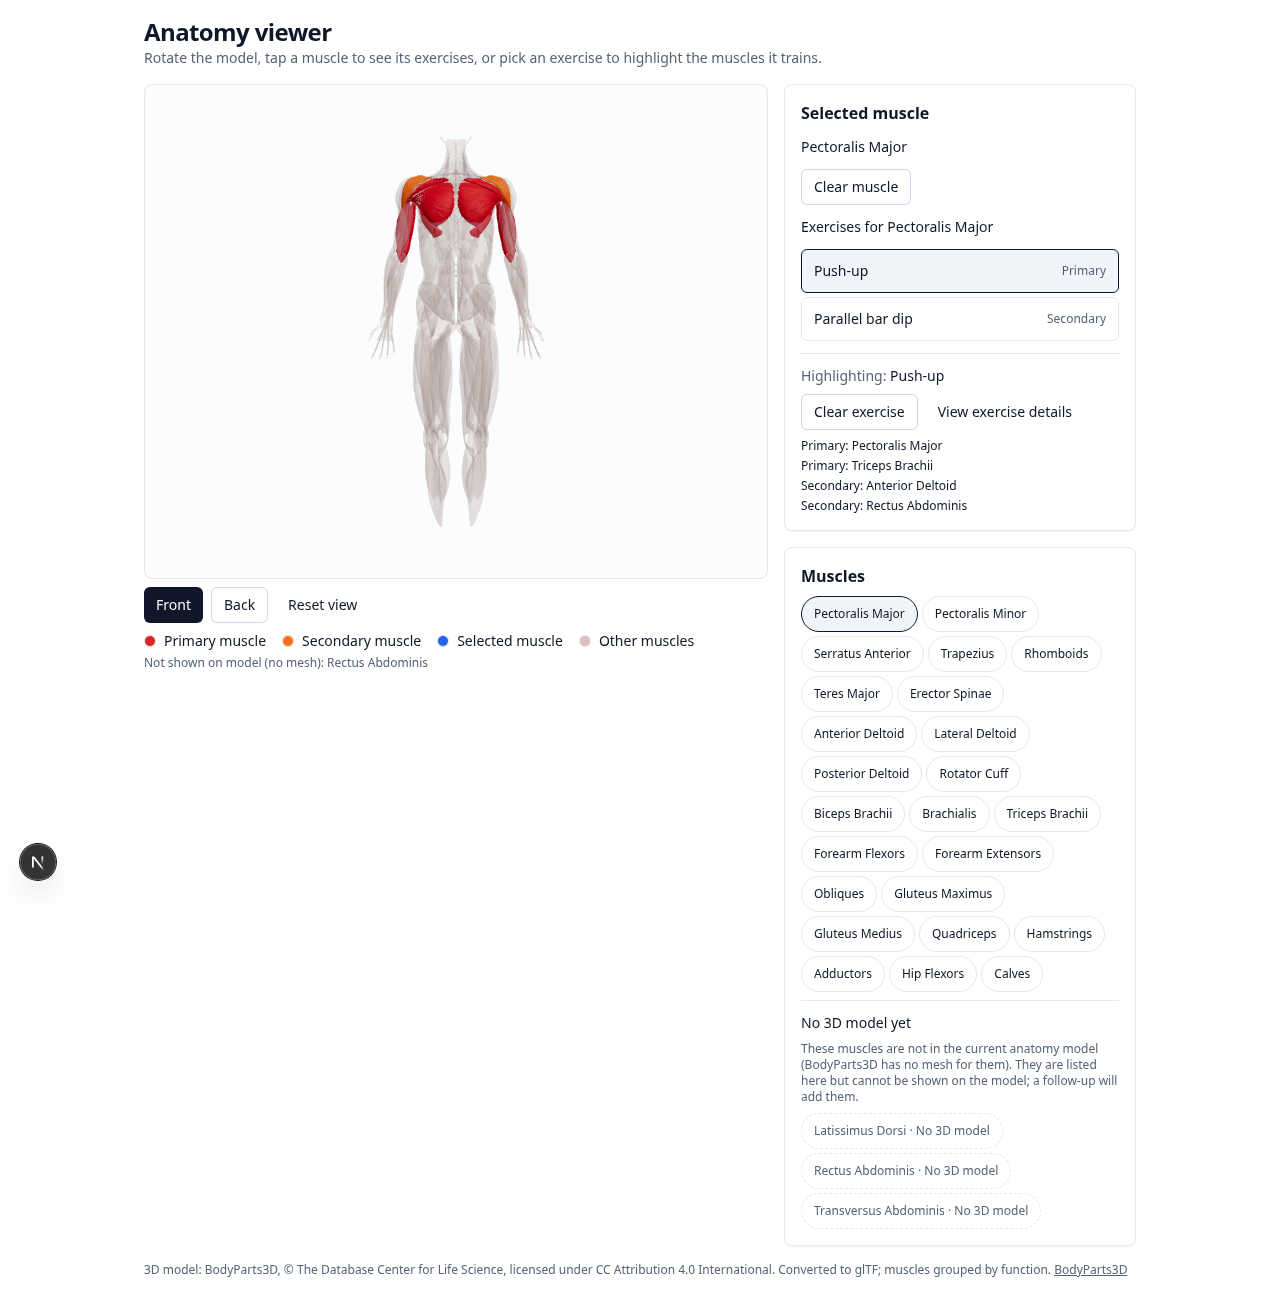 Anatomy viewer
Rotate the model, tap a muscle to see its exercises, or pick an exercise to highlight the muscles it trains.
Selected muscle
Pectoralis Major
Clear muscle
Exercises for Pectoralis Major
Push-up Primary
Parallel bar dip Secondary
Highlighting: Push-up
Clear exercise View exercise details
Primary: Pectoralis Major
Primary: Triceps Brachii
Secondary: Anterior Deltoid
Secondary: Rectus Abdominis
Front Back Reset view
Primary muscle Secondary muscle Selected muscle Other muscles
Not shown on model (no mesh): Rectus Abdominis
Muscles
Pectoralis Major Pectoralis Minor
Serratus Anterior Trapezius Rhomboids
Teres Major Erector Spinae
Anterior Deltoid Lateral Deltoid
Posterior Deltoid Rotator Cuff
Biceps Brachii Brachialis Triceps Brachii
Forearm Flexors Forearm Extensors
Obliques Gluteus Maximus
Gluteus Medius Quadriceps Hamstrings
Adductors Hip Flexors Calves
No 3D model yet
These muscles are not in the current anatomy model
(BodyParts3D has no mesh for them). They are listed
here but cannot be shown on the model; a follow-up will
add them.
Latissimus Dorsi · No 3D model
Rectus Abdominis · No 3D model
Transversus Abdominis · No 3D model
N
3D model: BodyParts3D, © The Database Center for Life Science, licensed under CC Attribution 4.0 International. Converted to glTF; muscles grouped by function. BodyParts3D